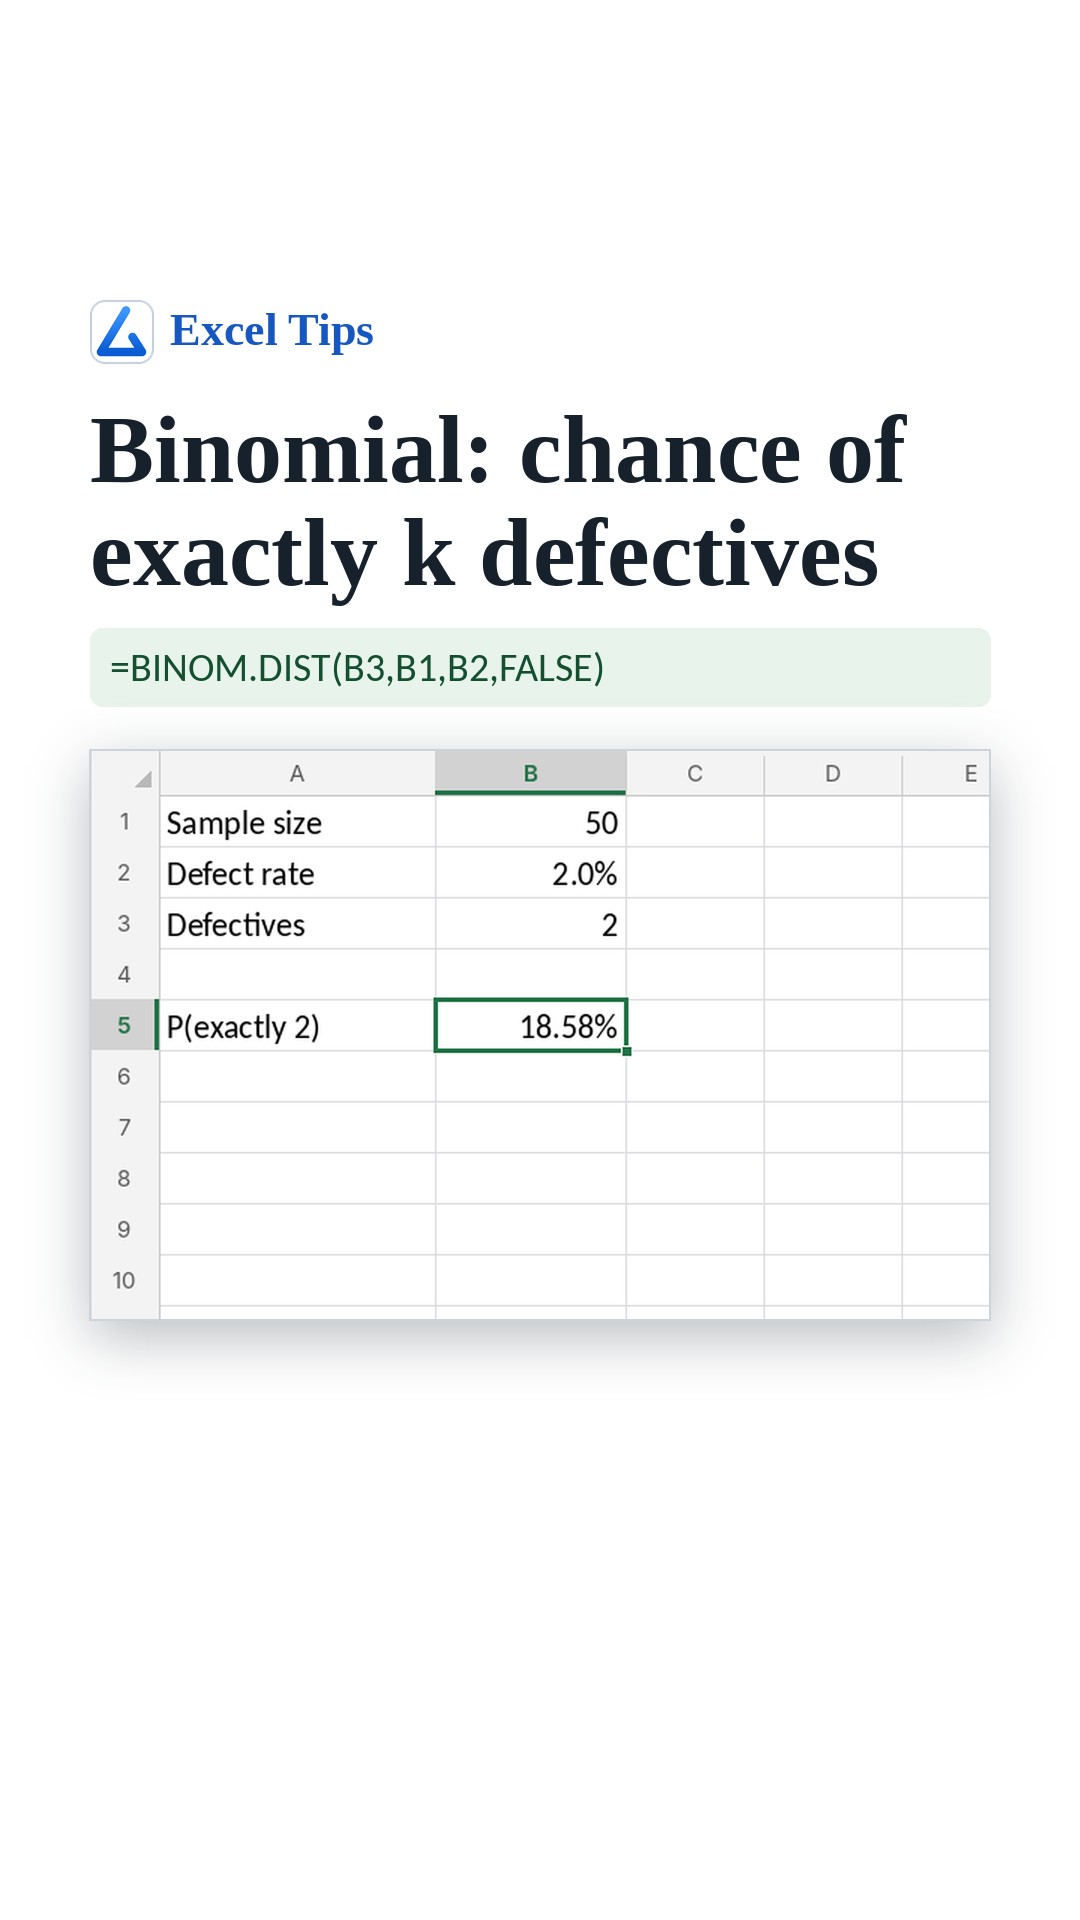 Excel Tips
Binomial: chance of
exactly k defectives
=BINOM.DIST(B3,B1,B2,FALSE)
A B C D E
1 Sample size 50
2 Defect rate 2.0%
3 Defectives 2
4
5 P(exactly 2) 18.58%
6
7
8
9
10